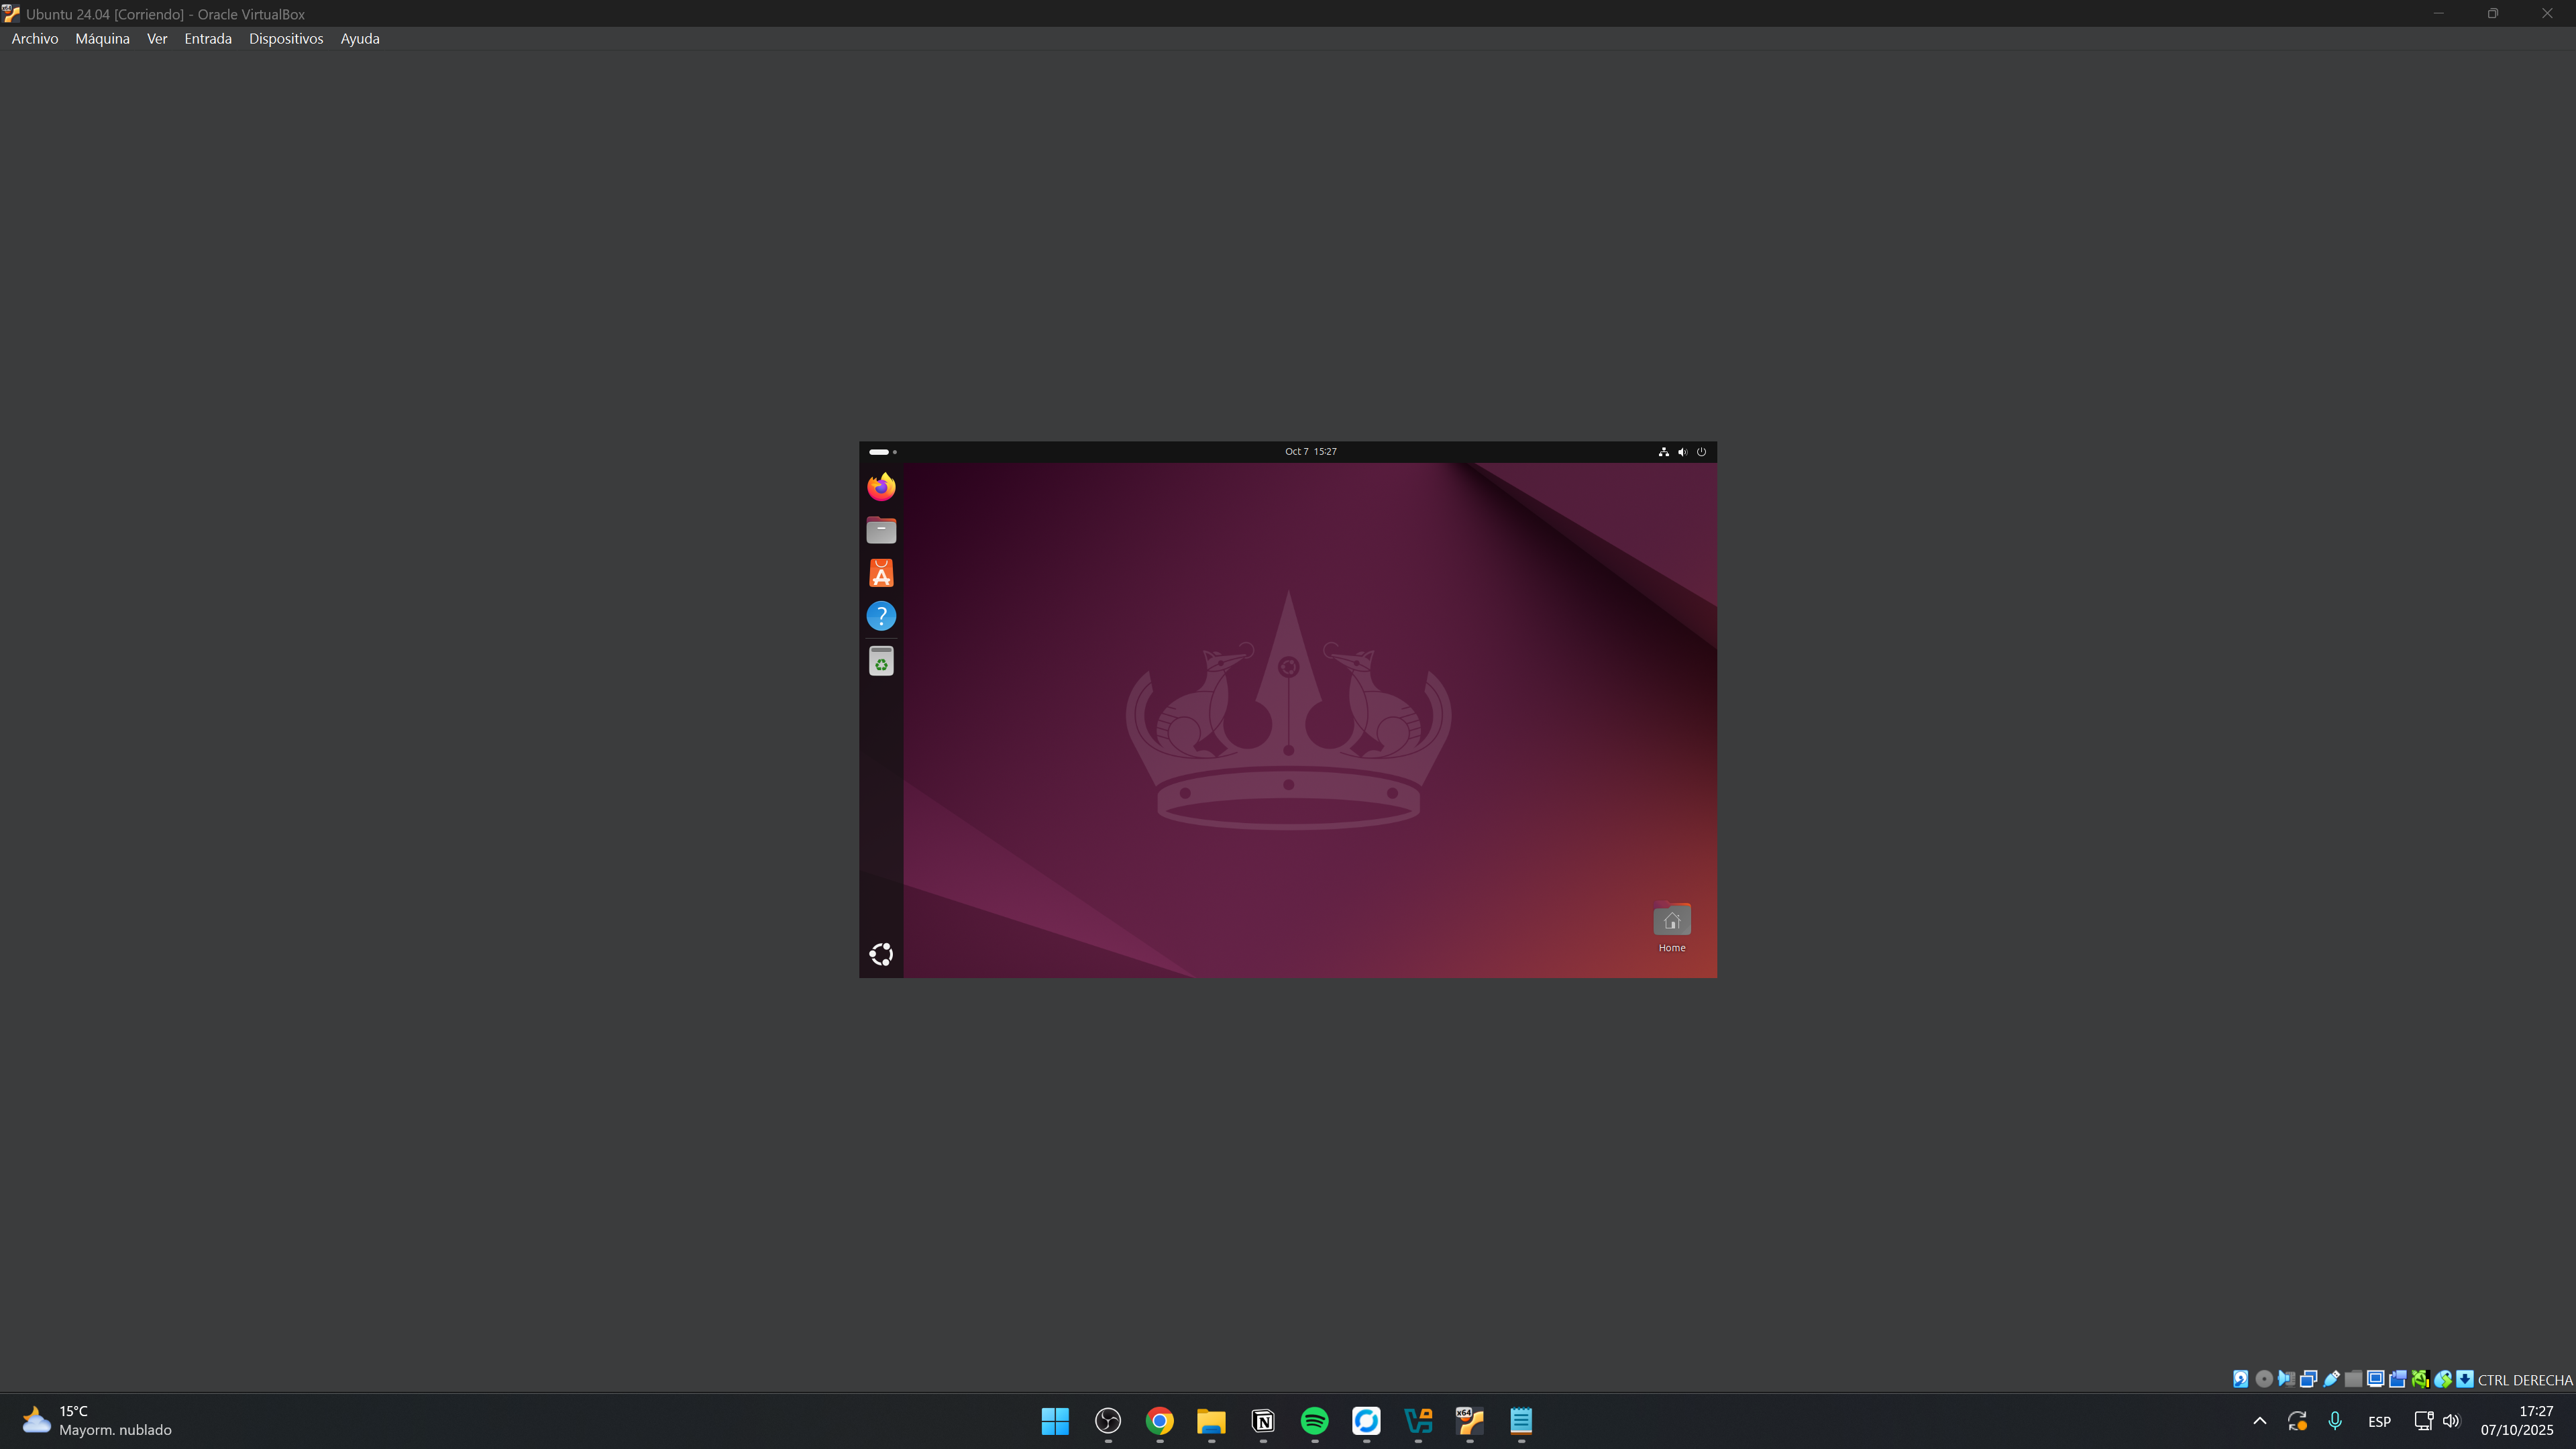 Ubuntu 24.04 [Corriendo] - Oracle VirtualBox
Archivo Máquina Ver Entrada Dispositivos Ayuda
Oct 7 15:27
Home
CTRL DERECHA
15°C
Mayorm. nublado
x64
ESP
17:27
07/10/2025